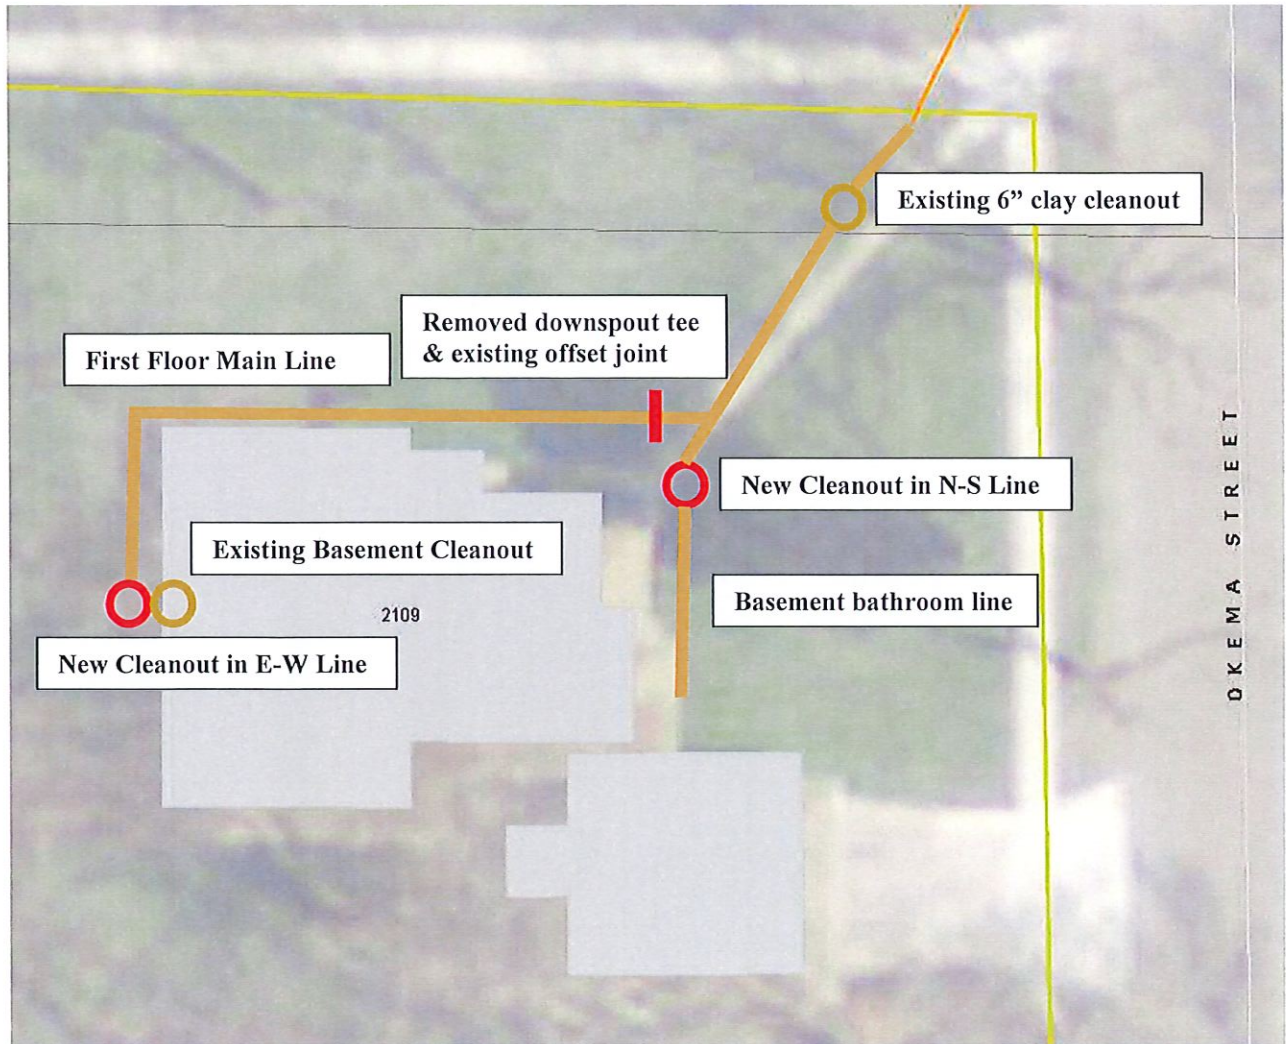 Existing 6” clay cleanout
Removed downspout tee
& existing offset joint
First Floor Main Line
New Cleanout in N-S Line
Existing Basement Cleanout
Basement bathroom line
2109
New Cleanout in E-W Line
OKEMA STREET